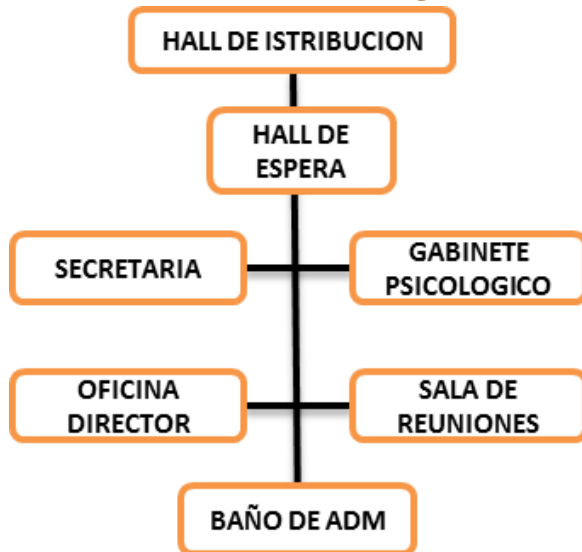 HALL DE ISTRIBUCION
HALL DE
ESPERA
SECRETARIA
GABINETE
PSICOLOGICO
OFICINA
DIRECTOR
SALA DE
REUNIONES
BAÑO DE ADM